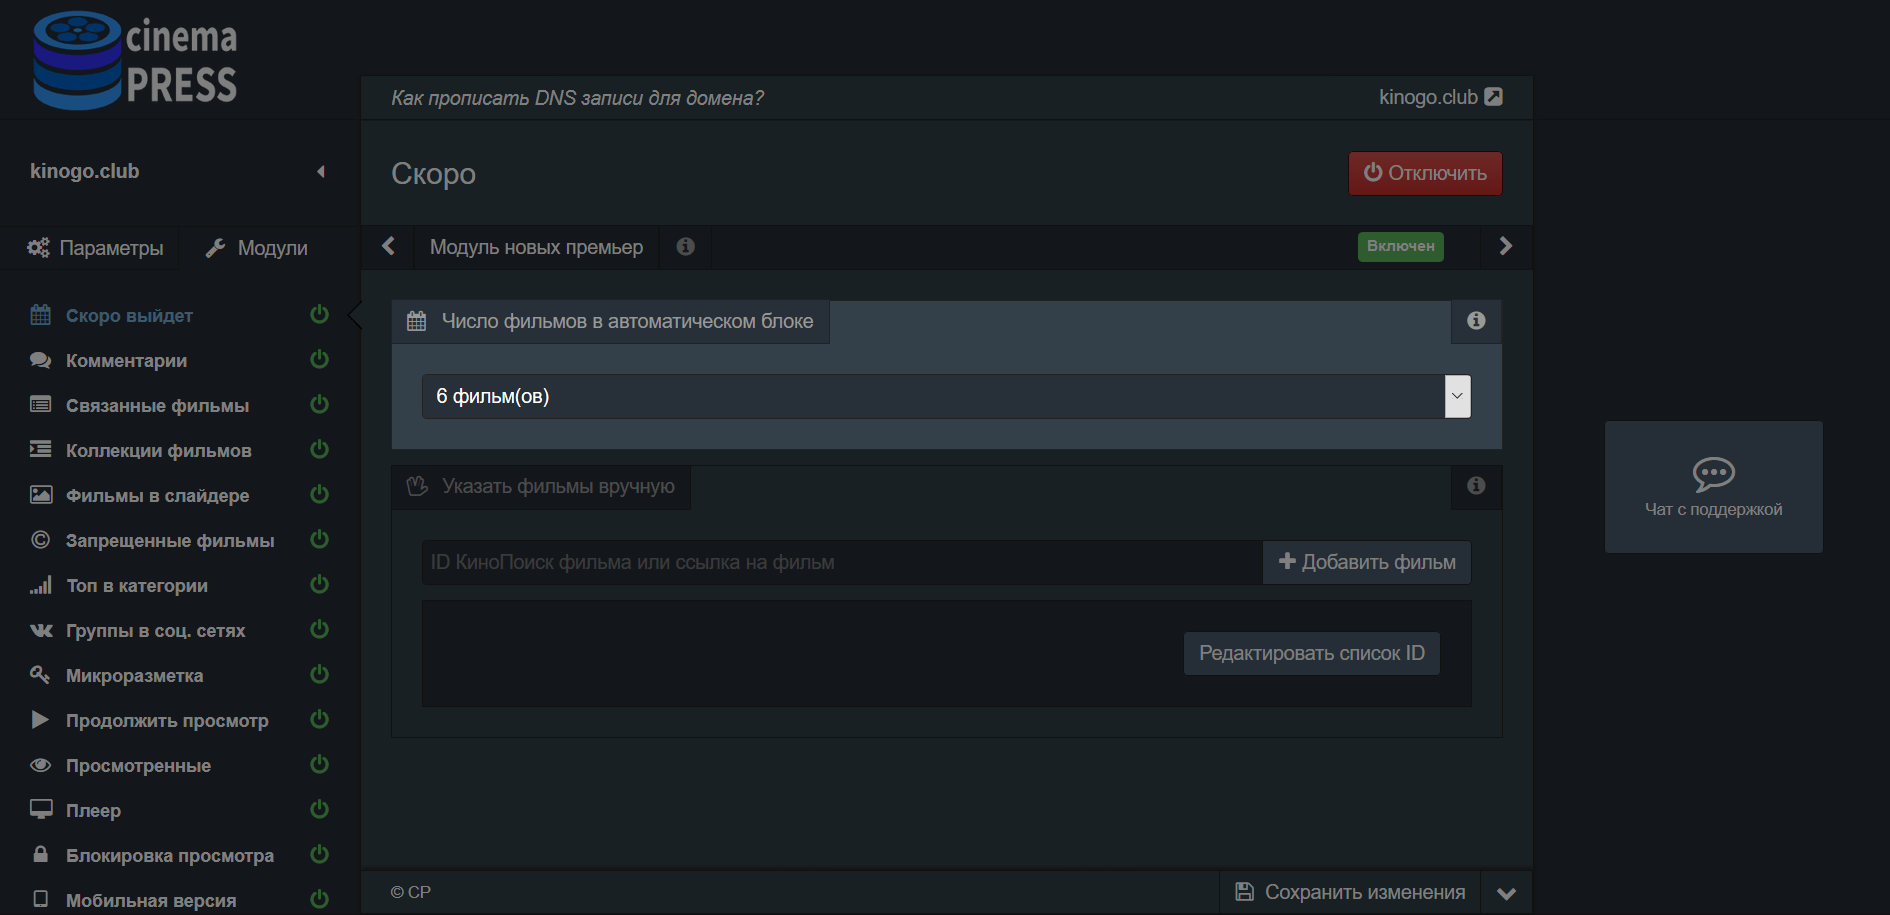 cinema
PRESS
Как прописать DNS записи для домена?
kinogo.club
kinogo.club
Скоро
Отключить
Параметры
Модули
Модуль новых премьер
Включен
Скоро выйдет
Комментарии
Связанные фильмы
Коллекции фильмов
Фильмы в слайдере
Запрещенные фильмы
Топ в категории
Группы в соц. сетях
Микроразметка
Продолжить просмотр
Просмотренные
Плеер
Блокировка просмотра
Мобильная версия
Число фильмов в автоматическом блоке
6 фильм(ов)
Указать фильмы вручную
ID КиноПоиск фильма или ссылка на фильм
Добавить фильм
Редактировать список ID
Чат с поддержкой
© CP
Сохранить изменения